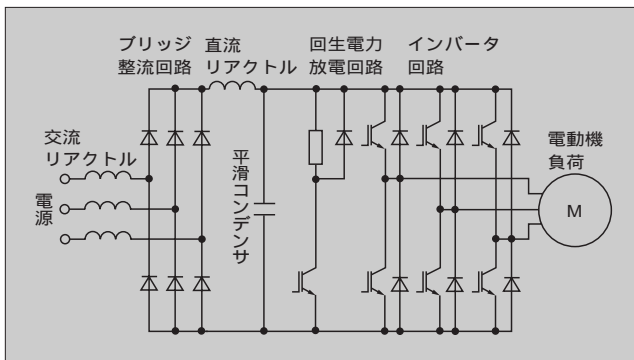 ブリッジ
整流回路
直流
リアクトル
回生電力
放電回路
インバータ
回路
交流
リアクトル
電源
平滑コンデンサ
電動機
負荷
M